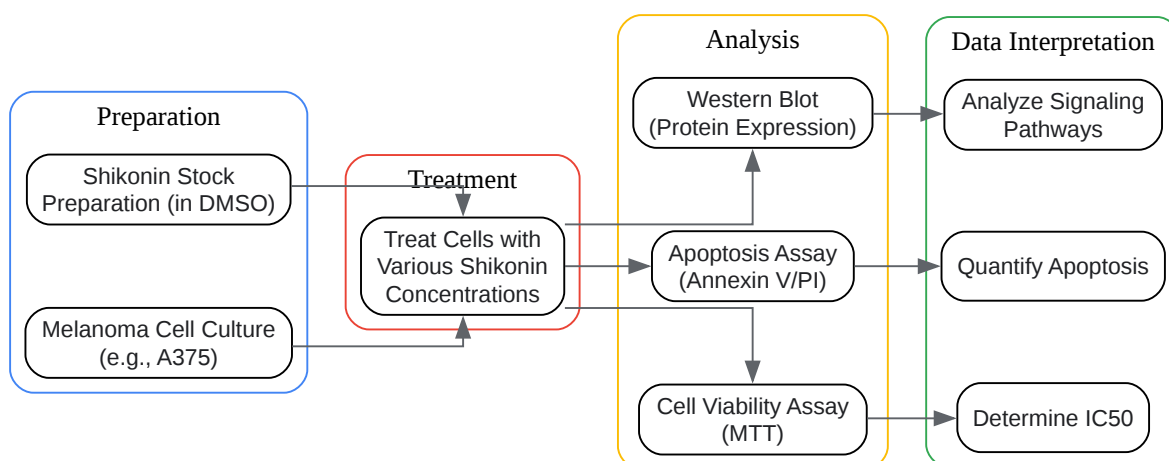 Preparation
Shikonin Stock
Preparation (in DMSO)
Melanoma Cell Culture
(e.g., A375)
Treatment
Treat Cells with
Various Shikonin
Concentrations
Analysis
Western Blot
(Protein Expression)
Apoptosis Assay
(Annexin V/PI)
Cell Viability Assay
(MTT)
Data Interpretation
Analyze Signaling
Pathways
Quantify Apoptosis
Determine IC50